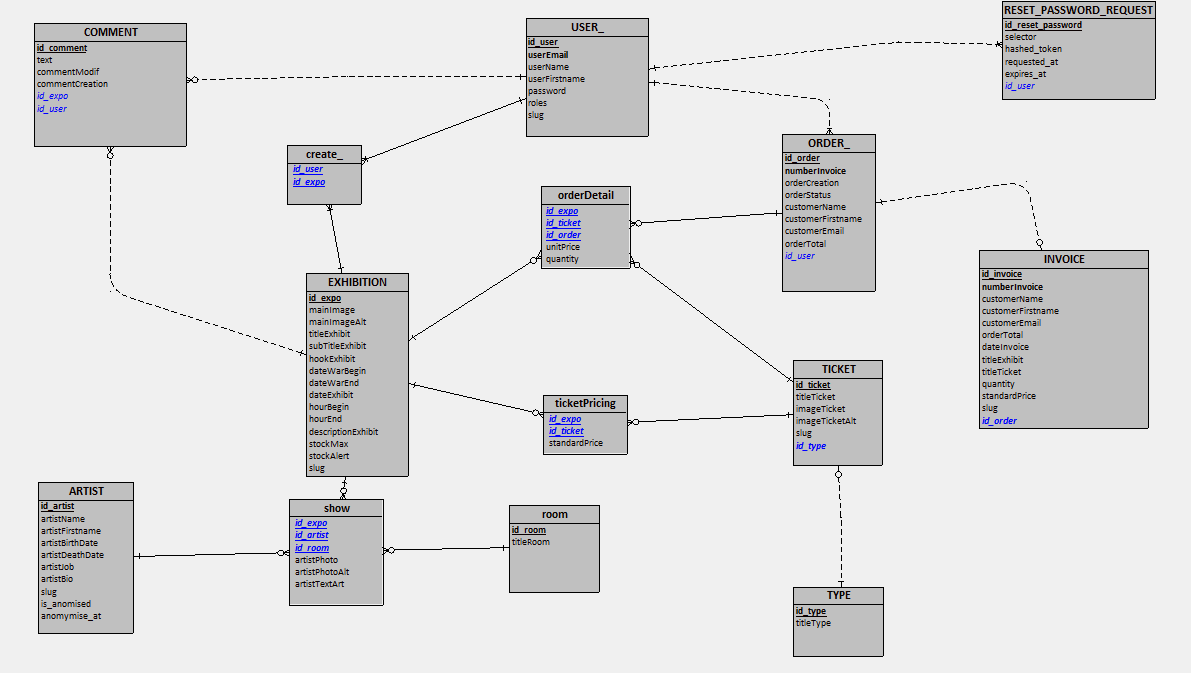 COMMENT
id_comment
text
commentModif
commentCreation
id_expo
id_user
USER_
id_user
userEmail
userName
userFirstname
password
roles
slug
RESET_PASSWORD_REQUEST
id_reset_password
selector
hashed_token
requested_at
expires_at
id_user
create_
id_user
id_expo
ORDER_
id_order
numberInvoice
orderCreation
orderStatus
customerName
customerFirstname
customerEmail
orderTotal
id_user
orderDetail
id_expo
id_ticket
id_order
unitPrice
quantity
INVOICE
id_invoice
numberInvoice
customerName
customerFirstname
customerEmail
orderTotal
dateInvoice
titleExhibit
titleTicket
quantity
standardPrice
slug
id_order
EXHIBITION
id_expo
mainImage
mainImageAlt
titleExhibit
subTitleExhibit
hookExhibit
dateWarBegin
dateWarEnd
dateExhibit
hourBegin
hourEnd
descriptionExhibit
stockMax
stockAlert
slug
TICKET
id_ticket
titleTicket
imageTicket
imageTicketAlt
slug
id_type
ticketPricing
id_expo
id_ticket
standardPrice
ARTIST
id_artist
artistName
artistFirstname
artistBirthDate
artistDeathDate
artistJob
artistBio
slug
is_anomised
anomymise_at
show
id_expo
id_artist
id_room
artistPhoto
artistPhotoAlt
artistTextArt
room
id_room
titleRoom
TYPE
id_type
titleType